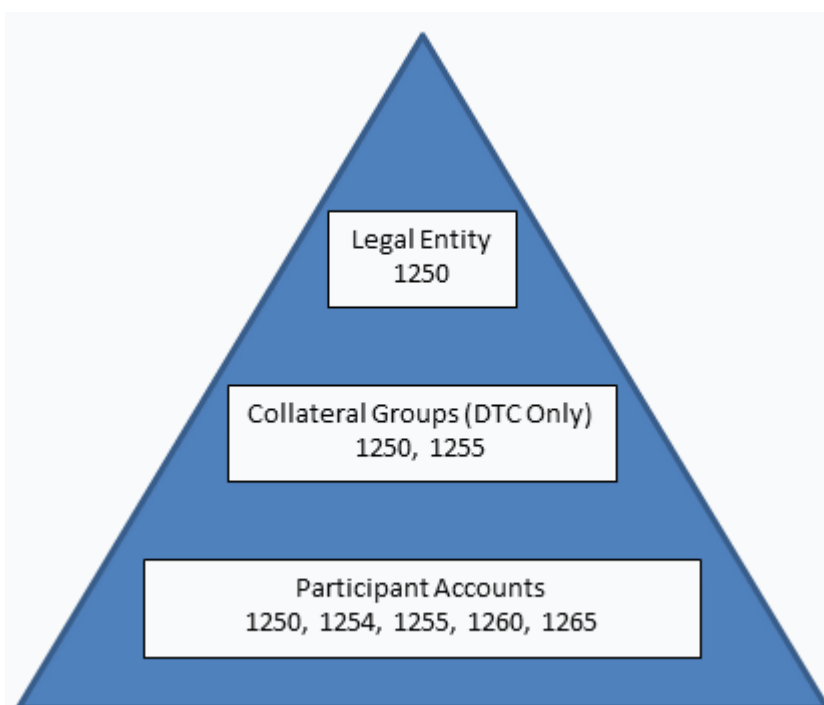 Legal Entity
1250
Collateral Groups (DTC Only)
1250, 1255
Participant Accounts
1250, 1254, 1255, 1260, 1265